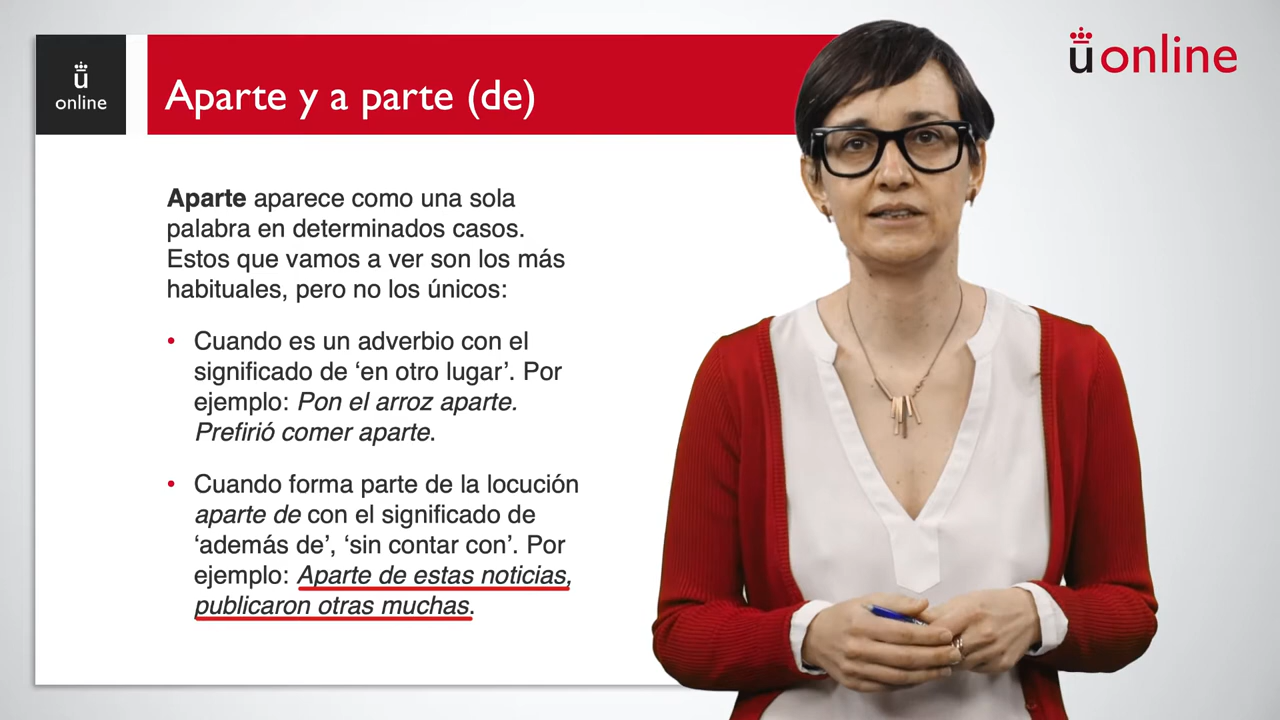 ü
online
Aparte y a parte (de)
üonline
Aparte aparece como una sola
palabra en determinados casos.
Estos que vamos a ver son los más
habituales, pero no los únicos:
• Cuando es un adverbio con el
significado de ‘en otro lugar’. Por
ejemplo: Pon el arroz aparte.
Prefirió comer aparte.
• Cuando forma parte de la locución
aparte de con el significado de
‘además de’, ‘sin contar con’. Por
ejemplo: Aparte de estas noticias,
publicaron otras muchas.